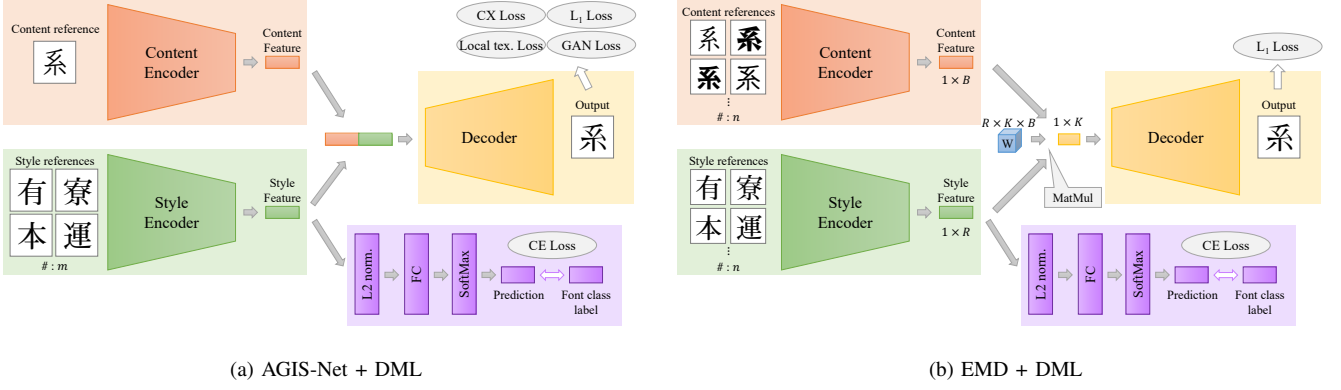 Content reference
系
Content
Encoder
Content
Feature
CX Loss
L₁ Loss
Local tex. Loss
GAN Loss
Decoder
Output
系
Style references
有 寮
本 運
# : m
Style
Encoder
Style
Feature
L2 norm.
FC
SoftMax
Prediction
CE Loss
Font class
label
(a) AGIS-Net + DML
Content references
系 系
系 系
⋮
# : n
Content
Encoder
Content
Feature
1 × B
R × K × B
W
1 × K
MatMul
Decoder
L₁ Loss
Output
系
Style references
有 寮
本 運
⋮
# : n
Style
Encoder
Style
Feature
1 × R
L2 norm.
FC
SoftMax
Prediction
CE Loss
Font class
label
(b) EMD + DML